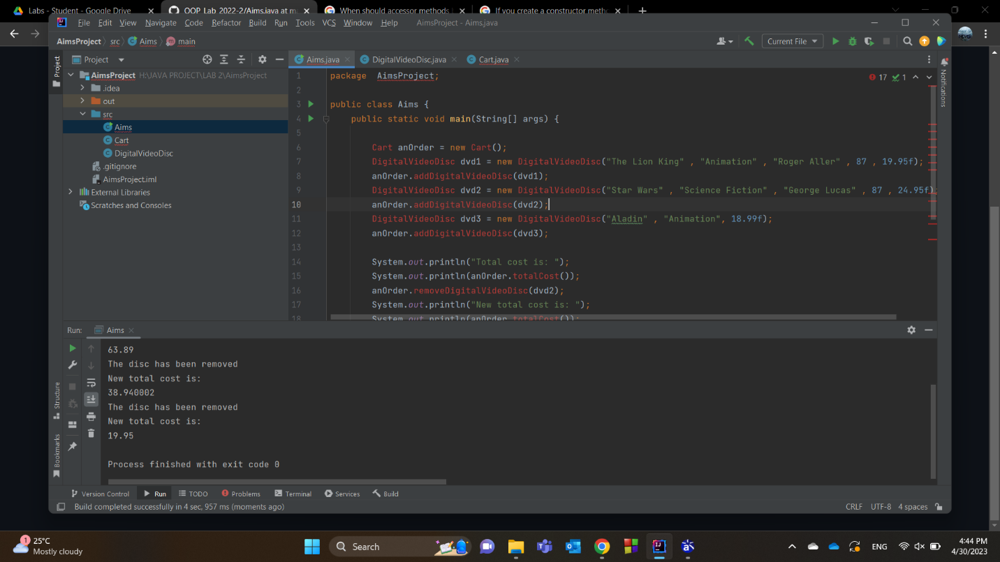 Labs - Student - Google Drive
OOP_Lab_2022-2/Aims.java at m
When should accessor methods
If you create a constructor meth
File Edit View Navigate Code Refactor Build Run Tools VCS Window Help AimsProject - Aims.java
AimsProject src Aims main
Current File
Project
Aims.java
DigitalVideoDisc.java
Cart.java
Project
Notifications
AimsProject H:\JAVA PROJECT\LAB 2\AimsProject
.idea
out
src
Aims
Cart
DigitalVideoDisc
.gitignore
AimsProject.iml
External Libraries
Scratches and Consoles
17 1
1 package AimsProject;
2
3 public class Aims {
4 public static void main(String[] args) {
5
6 Cart anOrder = new Cart();
7 DigitalVideoDisc dvd1 = new DigitalVideoDisc("The Lion King" , "Animation" , "Roger Aller" , 87 , 19.95f);
8 anOrder.addDigitalVideoDisc(dvd1);
9 DigitalVideoDisc dvd2 = new DigitalVideoDisc("Star Wars" , "Science Fiction" , "George Lucas" , 87 , 24.95f);
10 anOrder.addDigitalVideoDisc(dvd2);
11 DigitalVideoDisc dvd3 = new DigitalVideoDisc("Aladin" , "Animation", 18.99f);
12 anOrder.addDigitalVideoDisc(dvd3);
13
14 System.out.println("Total cost is: ");
15 System.out.println(anOrder.totalCost());
16 anOrder.removeDigitalVideoDisc(dvd2);
17 System.out.println("New total cost is: ");
18 System.out.println(anOrder.totalCost());
Run: Aims
63.89
The disc has been removed
New total cost is:
38.940002
The disc has been removed
New total cost is:
19.95
Process finished with exit code 0
Structure
Bookmarks
Version Control Run TODO Problems Terminal Services Build
Build completed successfully in 4 sec, 957 ms (moments ago)
CRLF UTF-8 4 spaces
1
25°C
Mostly cloudy
Search
ENG
4:44 PM
4/30/2023